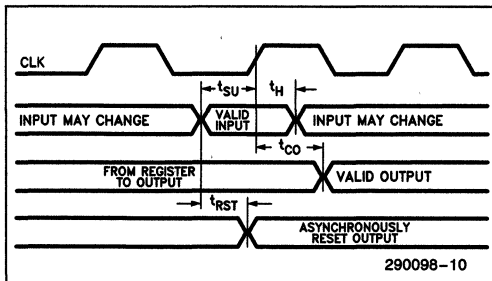 CLK
tSU
tH
INPUT MAY CHANGE
VALID
INPUT
INPUT MAY CHANGE
tCO
FROM REGISTER
TO OUTPUT
VALID OUTPUT
tRST
ASYNCHRONOUSLY
RESET OUTPUT
290098-10